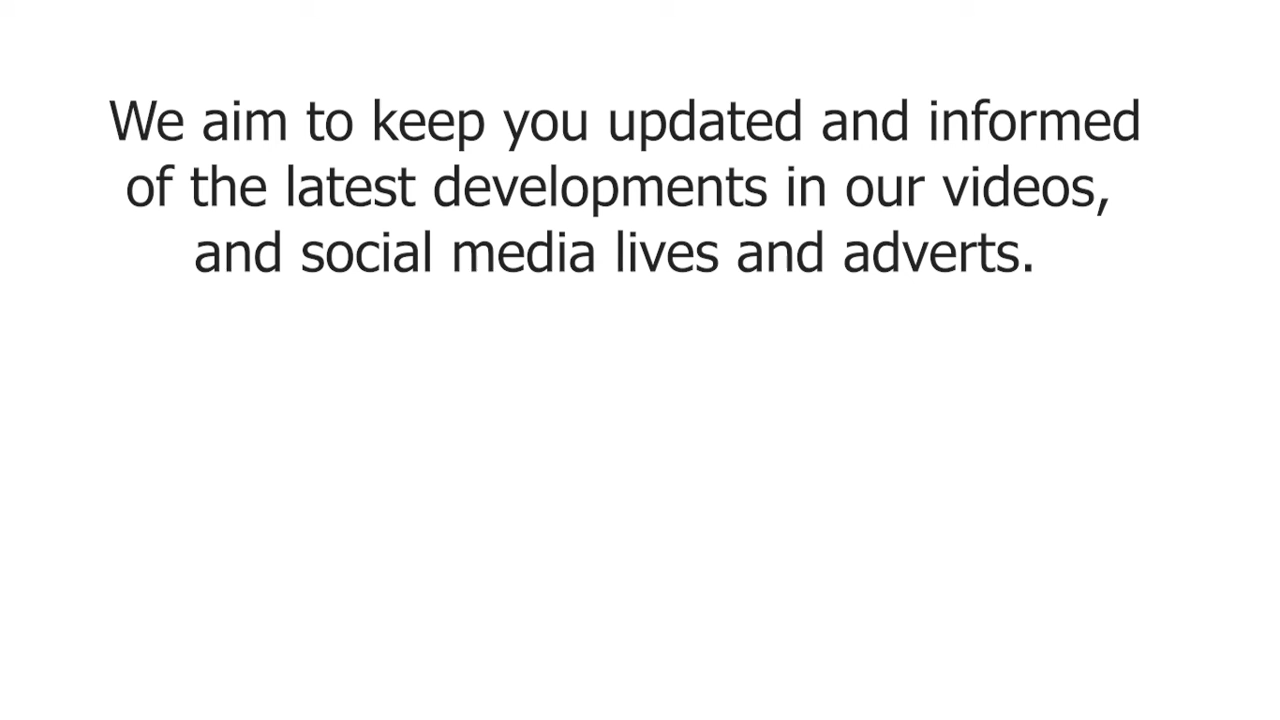 We aim to keep you updated and informed
of the latest developments in our videos,
and social media lives and adverts.